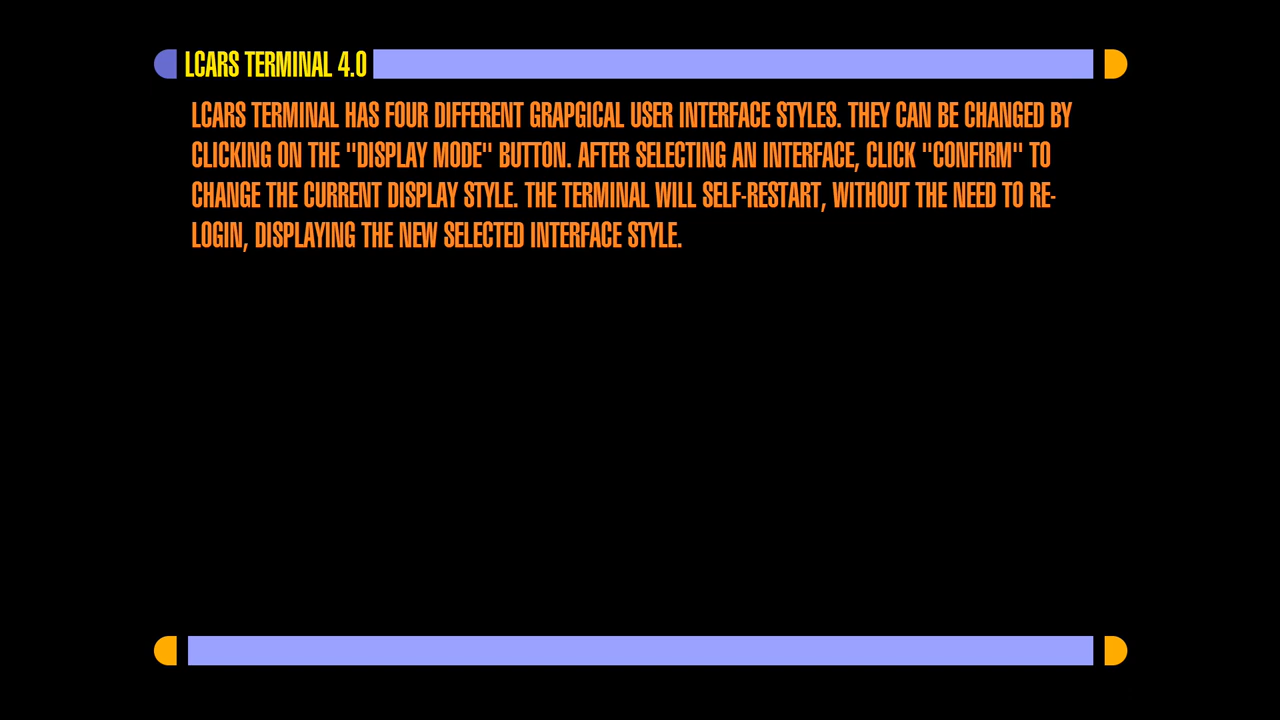 LCARS TERMINAL 4.0
LCARS TERMINAL HAS FOUR DIFFERENT GRAPGICAL USER INTERFACE STYLES. THEY CAN BE CHANGED BY
CLICKING ON THE "DISPLAY MODE" BUTTON. AFTER SELECTING AN INTERFACE, CLICK "CONFIRM" TO
CHANGE THE CURRENT DISPLAY STYLE. THE TERMINAL WILL SELF-RESTART, WITHOUT THE NEED TO RE-
LOGIN, DISPLAYING THE NEW SELECTED INTERFACE STYLE.